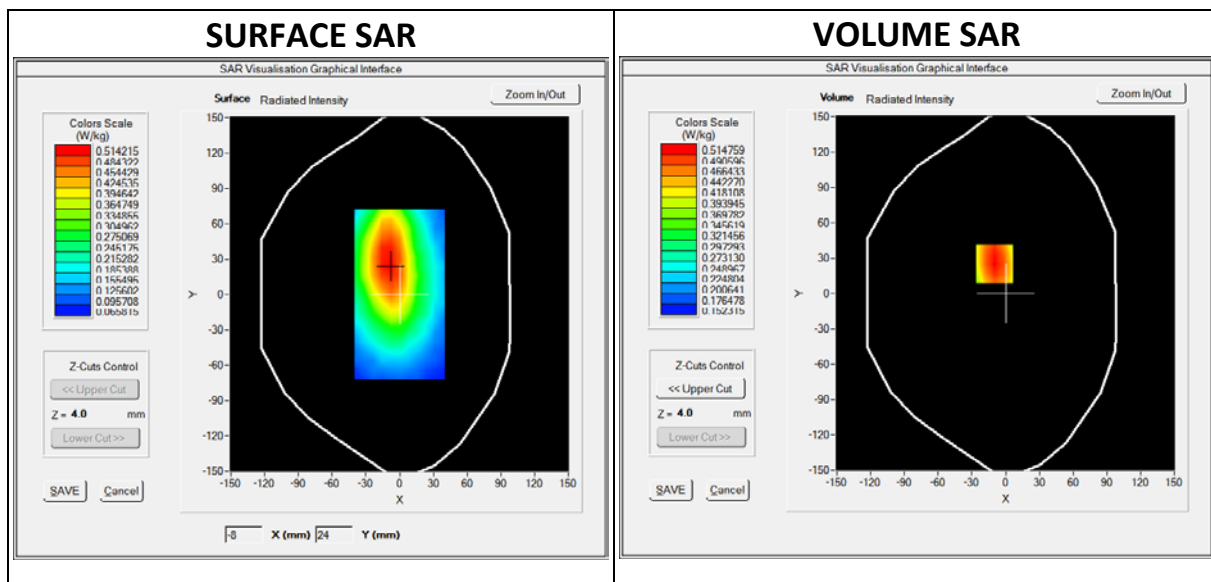 SURFACE SAR
SAR Visualisation Graphical Interface
Surface Radiated Intensity
Zoom In/Out
Colors Scale
(W/kg)
0.514215
0.484322
0.454429
0.424535
0.394642
0.364749
0.334855
0.304962
0.275069
0.245175
0.215282
0.185388
0.155495
0.125602
0.095708
0.065815
Z-Cuts Control
<< Upper Cut
Z = 4.0 mm
Lower Cut >>
SAVE Cancel
150
120
90
60
30
0
-30
-60
-90
-120
-150
Y
-150 -120 -90 -60 -30 0 30 60 90 120 150
X
-8 X (mm) 24 Y (mm)
VOLUME SAR
SAR Visualisation Graphical Interface
Volume Radiated Intensity
Zoom In/Out
Colors Scale
(W/kg)
0.514759
0.490596
0.466433
0.442270
0.418108
0.393945
0.369782
0.345619
0.321456
0.297293
0.273130
0.248967
0.224804
0.200641
0.176478
0.152315
Z-Cuts Control
<< Upper Cut
Z = 4.0 mm
Lower Cut >>
SAVE Cancel
150
120
90
60
30
0
-30
-60
-90
-120
-150
Y
-150 -120 -90 -60 -30 0 30 60 90 120 150
X